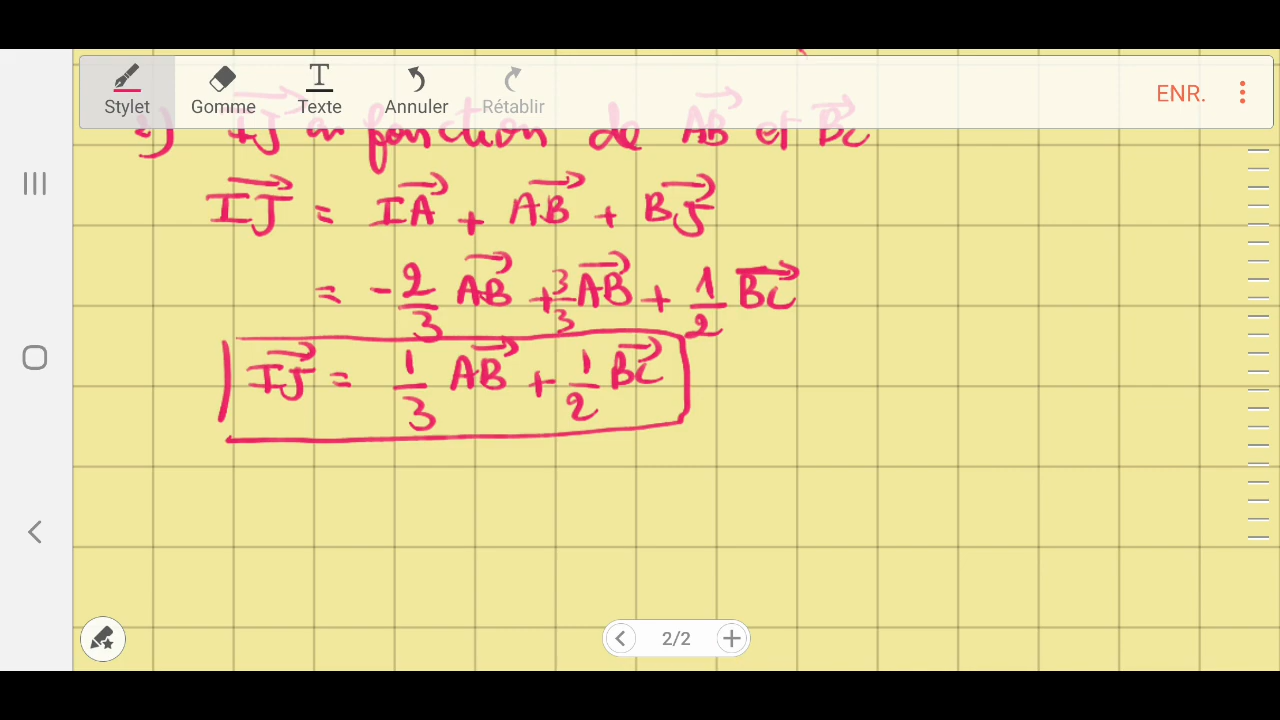 Stylet Gomme Texte Annuler Rétablir ENR.
2) IJ en fonction de AB et BC
IJ = IA + AB + BJ
= -2/3 AB + 3/3 AB + 1/2 BC
IJ = 1/3 AB + 1/2 BC
2/2